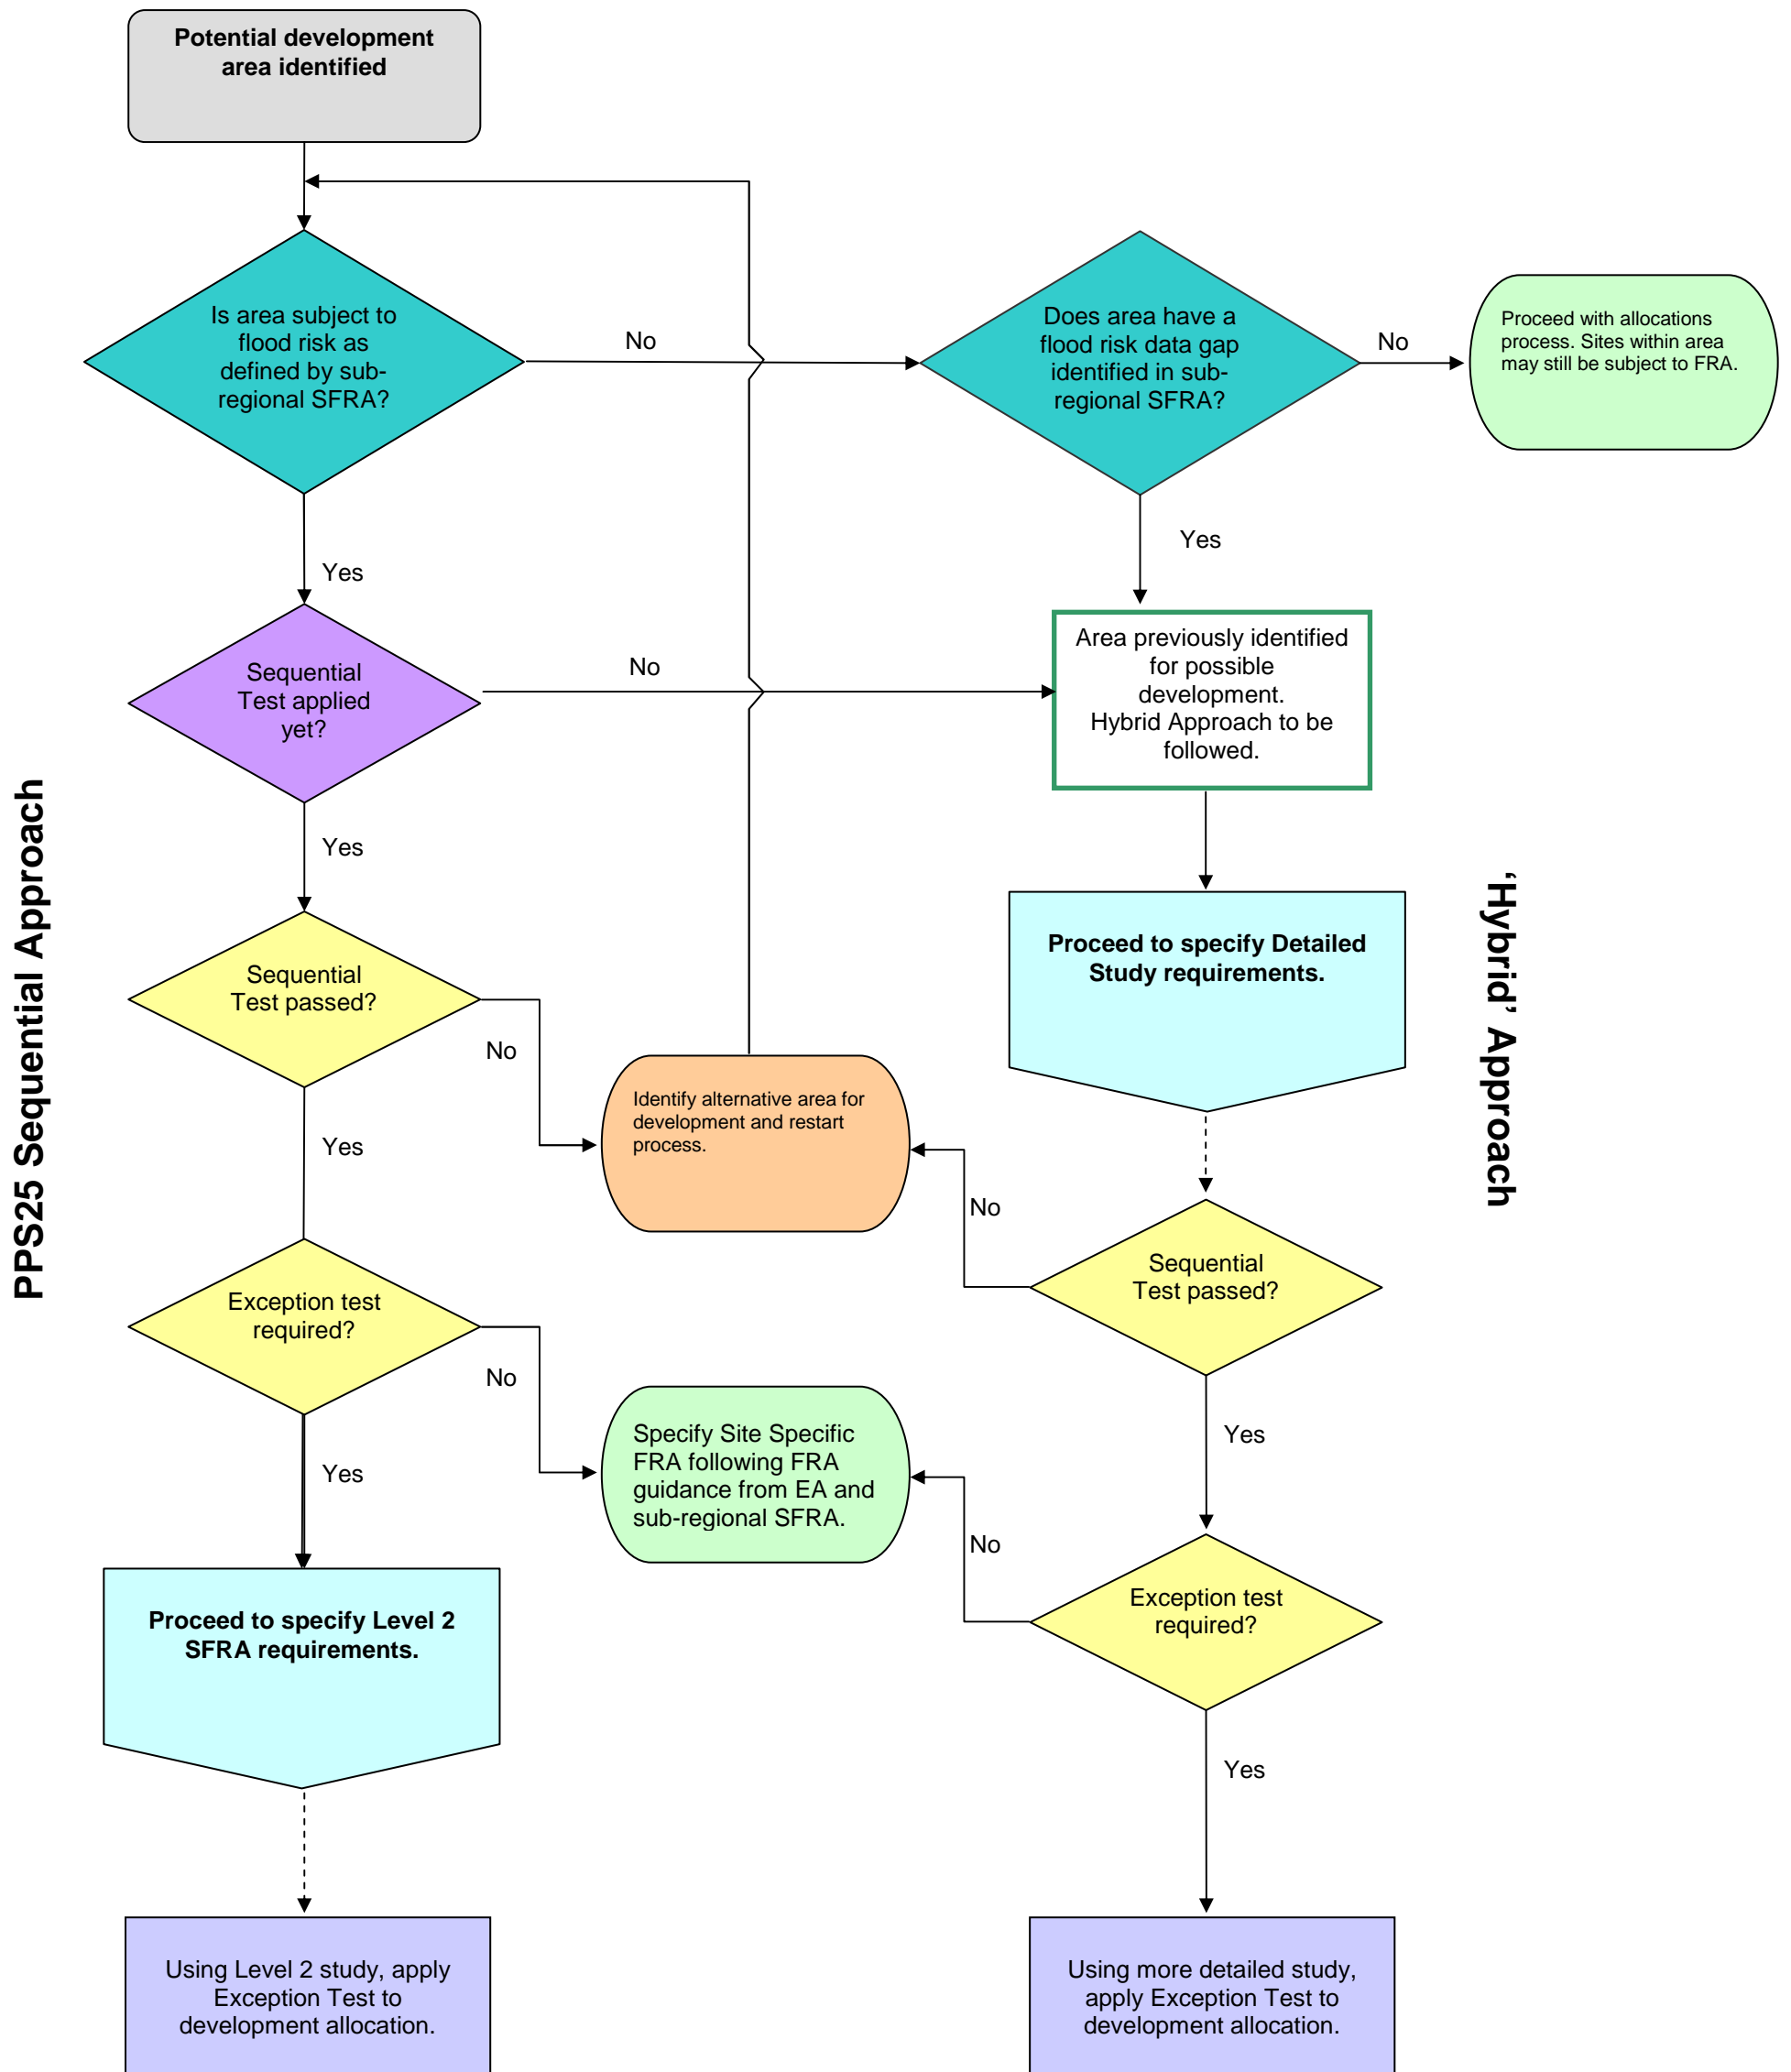 Potential development
area identified
Is area subject to
flood risk as
defined by sub-
regional SFRA?
No
Does area have a
flood risk data gap
identified in sub-
regional SFRA?
No
Proceed with allocations
process. Sites within area
may still be subject to FRA.
Yes
Yes
Sequential
Test applied
yet?
No
Area previously identified
for possible
development.
Hybrid Approach to be
followed.
Yes
PPS25 Sequential Approach
'Hybrid' Approach
Sequential
Test passed?
No
Proceed to specify Detailed
Study requirements.
Identify alternative area for
development and restart
process.
Yes
No
Sequential
Test passed?
Exception test
required?
No
Yes
Specify Site Specific
FRA following FRA
guidance from EA and
sub-regional SFRA.
Yes
No
Exception test
required?
Proceed to specify Level 2
SFRA requirements.
Yes
Using Level 2 study, apply
Exception Test to
development allocation.
Using more detailed study,
apply Exception Test to
development allocation.